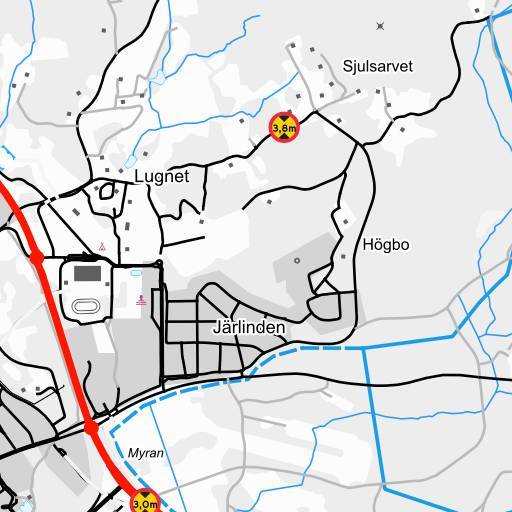 Sjulsarvet
3,8m
Lugnet
Högbo
Järlinden
Myran
3,0m